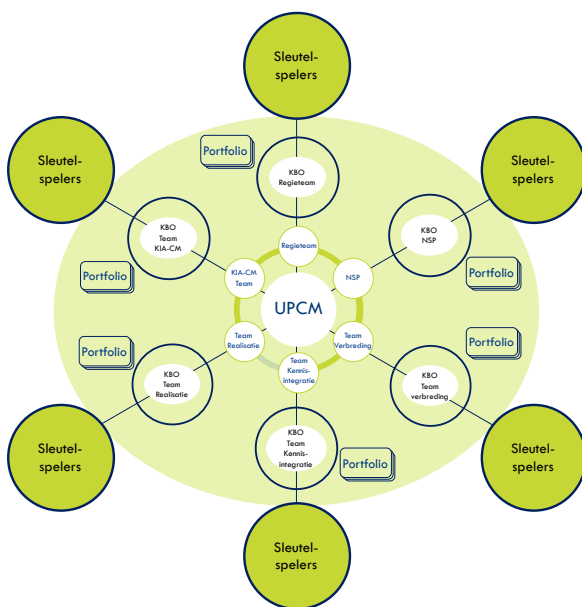 Sleutel-
spelers
Sleutel-
spelers
Sleutel-
spelers
Portfolio
KBO
Regieteam
KBO
Team
KIA-CM
KBO
NSP
Regieteam
Portfolio
KIA-CM
Team
NSP
Portfolio
UPCM
Portfolio
Team
Realisatie
Team
Verbreding
Portfolio
Team
Kennis-
integratie
KBO
Team
Realisatie
KBO
Team
verbreding
KBO
Team
Kennis-
integratie
Portfolio
Sleutel-
spelers
Sleutel-
spelers
Sleutel-
spelers